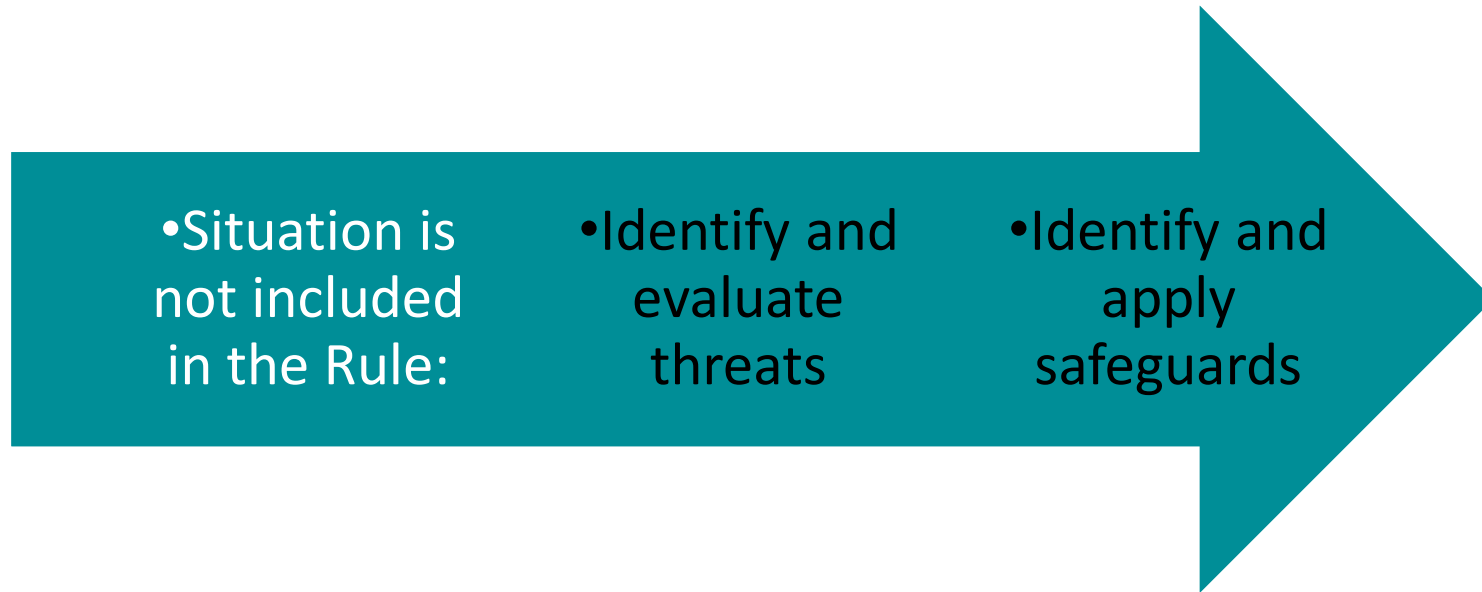 •Situation is
not included
in the Rule:
•Identify and
evaluate
threats
•Identify and
apply
safeguards